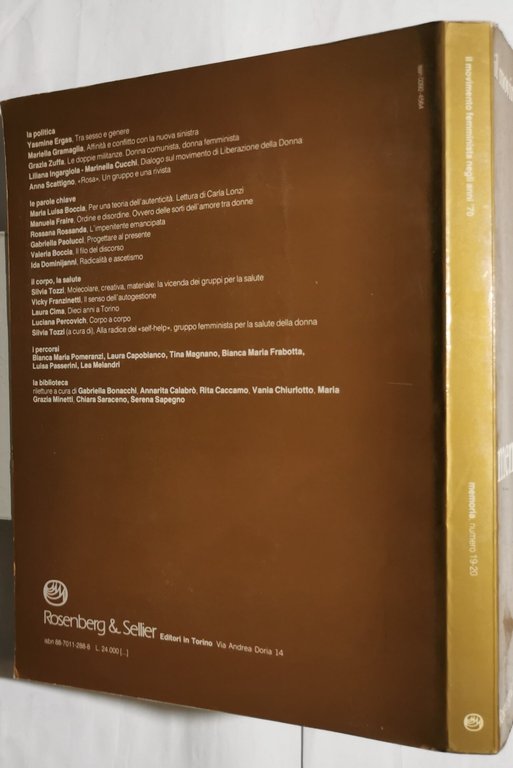 la politica
Yasmine Ergas, Tra sesso e genere
Mariella Gramaglia, Affinità e conflitto con la nuova sinistra
Grazia Zuffa, Le doppie militanze. Donna comunista, donna femminista
Liliana Ingargiola - Marinella Cucchi, Dialogo sul movimento di Liberazione della Donna
Anna Scattigno, «Rosa». Un gruppo e una rivista
le parole chiave
Maria Luisa Boccia, Per una teoria dell'autenticità. Lettura di Carla Lonzi
Manuela Fraire, Ordine e disordine. Ovvero delle sorti dell'amore tra donne
Rossana Rossanda, L'impenitente emancipata
Gabriella Paolucci, Progettare al presente
Valeria Boccia, Il filo del discorso
Ida Dominijanni, Radicalità e ascetismo
il corpo, la salute
Silvia Tozzi, Molecolare, creativa, materiale: la vicenda dei gruppi per la salute
Vicky Franzinetti, Il senso dell'autogestione
Laura Cima, Dieci anni a Torino
Luciana Percovich, Corpo a corpo
Silvia Tozzi (a cura di), Alla radice del «self-help», gruppo femminista per la salute della donna
i percorsi
Bianca Maria Pomeranzi, Laura Capobianco, Tina Magnano, Bianca Maria Frabotta,
Luisa Passerini, Lea Melandri
la biblioteca
riletture a cura di Gabriella Bonacchi, Annarita Calabrò, Rita Caccamo, Vania Chiurlotto, Maria
Grazia Minetti, Chiara Saraceno, Serena Sapegno
Rosenberg & Sellier Editori in Torino Via Andrea Doria 14
isbn 88-7011-288-8 L. 24.000 [...]
il movimento femminista negli anni '70
memoria numero 19-20